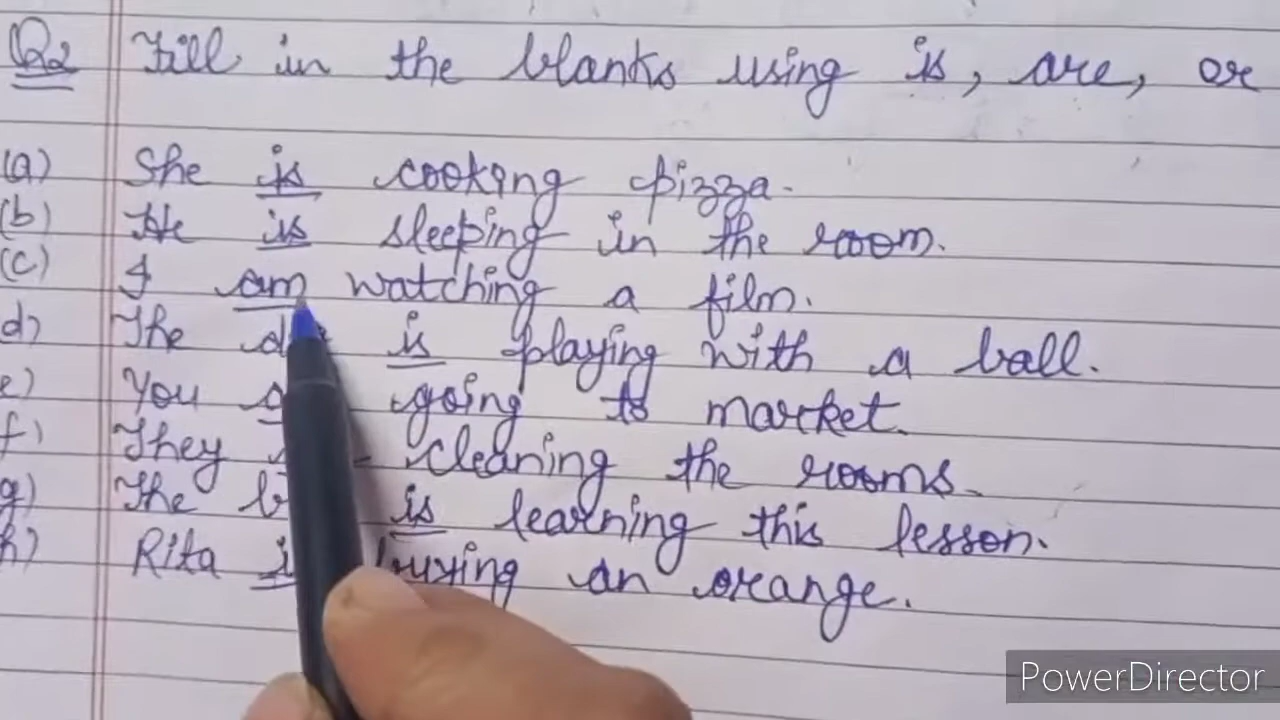 Q2 Fill in the blanks using is, are, or
(a) She is cooking pizza.
(b) He is sleeping in the room.
(c) I am watching a film.
d) The is playing with a ball.
e) You going to market.
f) They cleaning the rooms.
g) The is learning this lesson.
h) Rita buying an orange.
PowerDirector